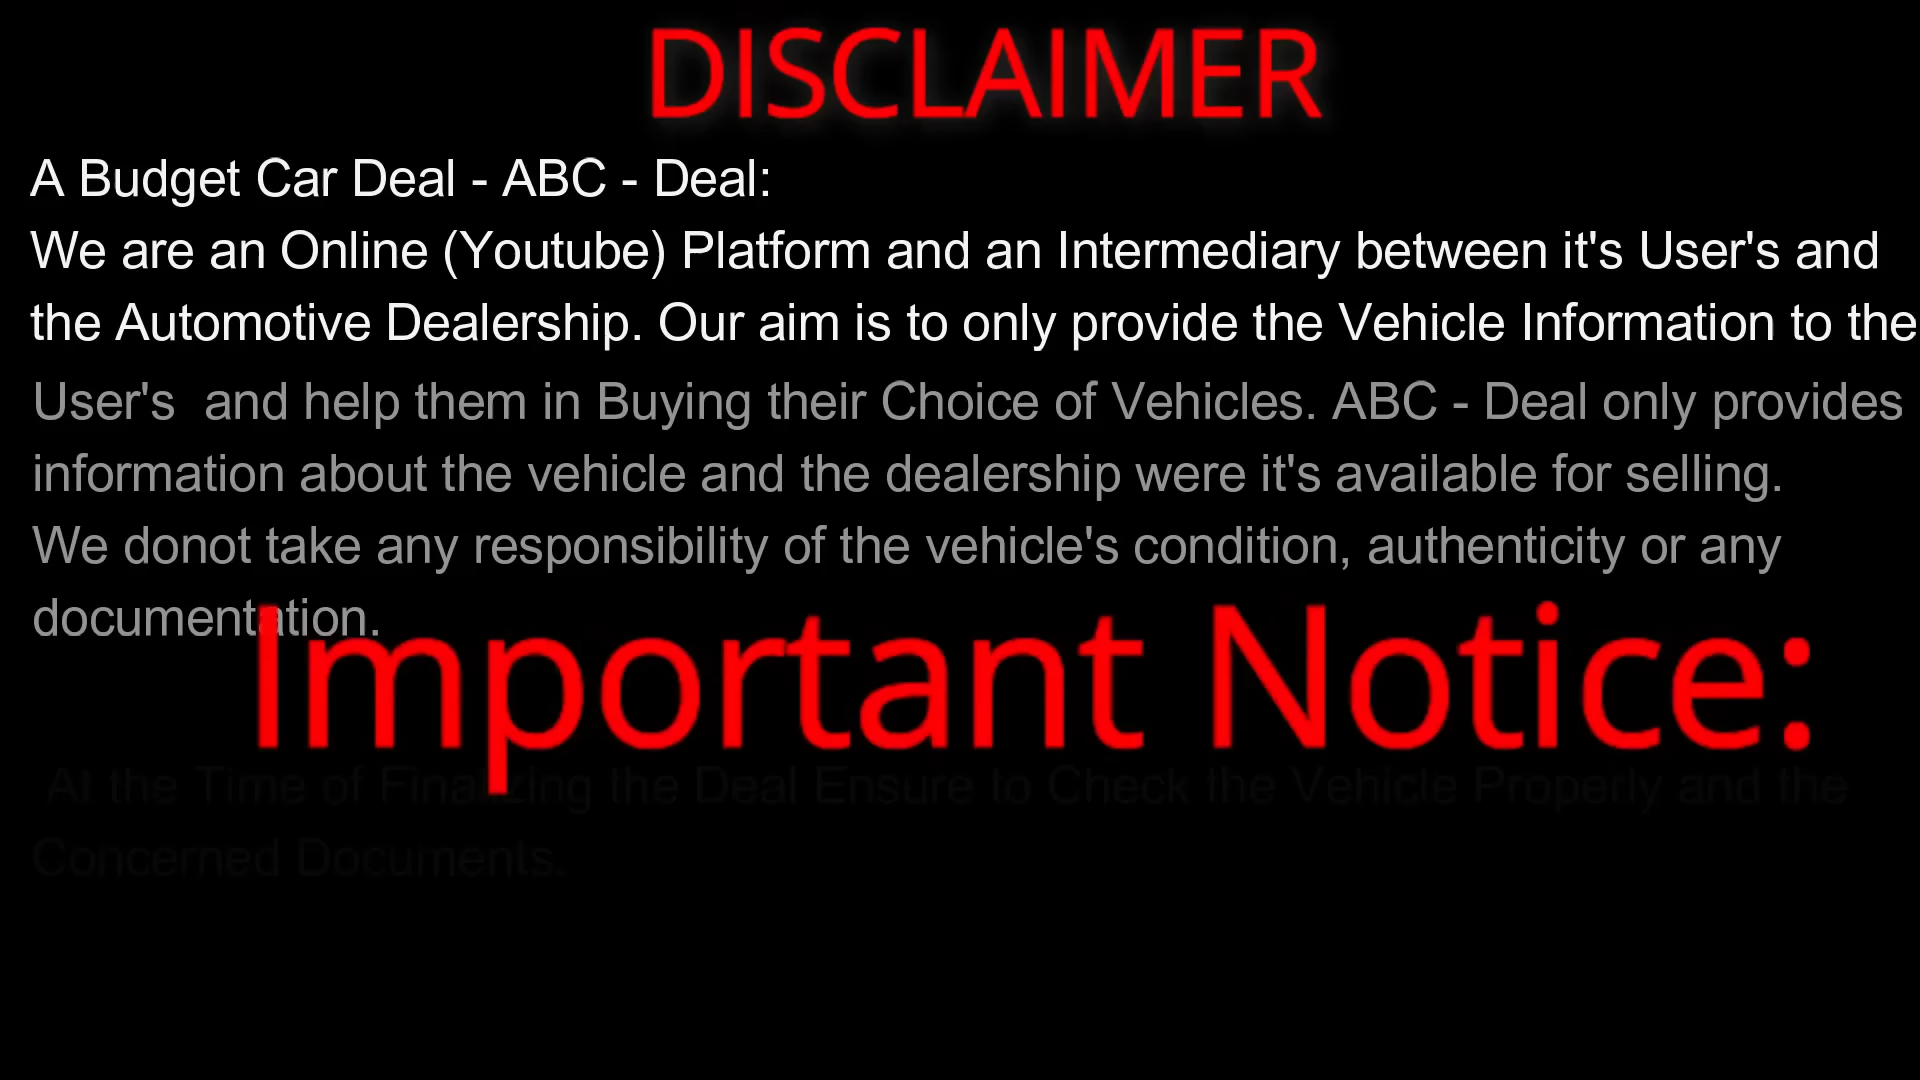 DISCLAIMER
A Budget Car Deal - ABC - Deal:
We are an Online (Youtube) Platform and an Intermediary between it's User's and
the Automotive Dealership. Our aim is to only provide the Vehicle Information to the
User's  and help them in Buying their Choice of Vehicles. ABC - Deal only provides
information about the vehicle and the dealership were it's available for selling.
We donot take any responsibility of the vehicle's condition, authenticity or any
documentation.
Important Notice:
At the Time of Finalizing the Deal Ensure to Check the Vehicle Properly and the
Concerned Documents.